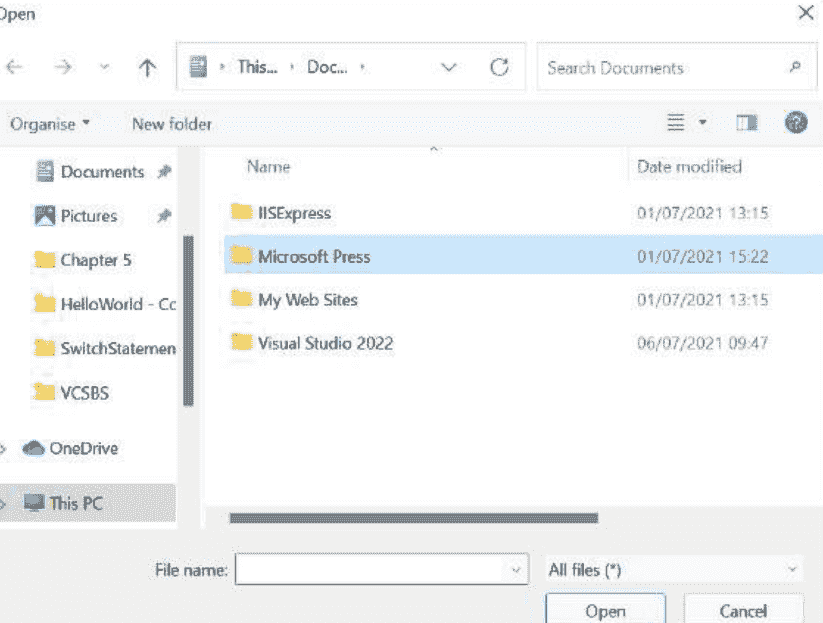 Open
This... Doc... Search Documents
Organise New folder
Name Date modified
Documents
Pictures
Chapter 5
HelloWorld - Co
SwitchStatemen
VCSBS
OneDrive
This PC
IISExpress 01/07/2021 13:15
Microsoft Press 01/07/2021 15:22
My Web Sites 01/07/2021 13:15
Visual Studio 2022 06/07/2021 09:47
File name: All files (*)
Open Cancel